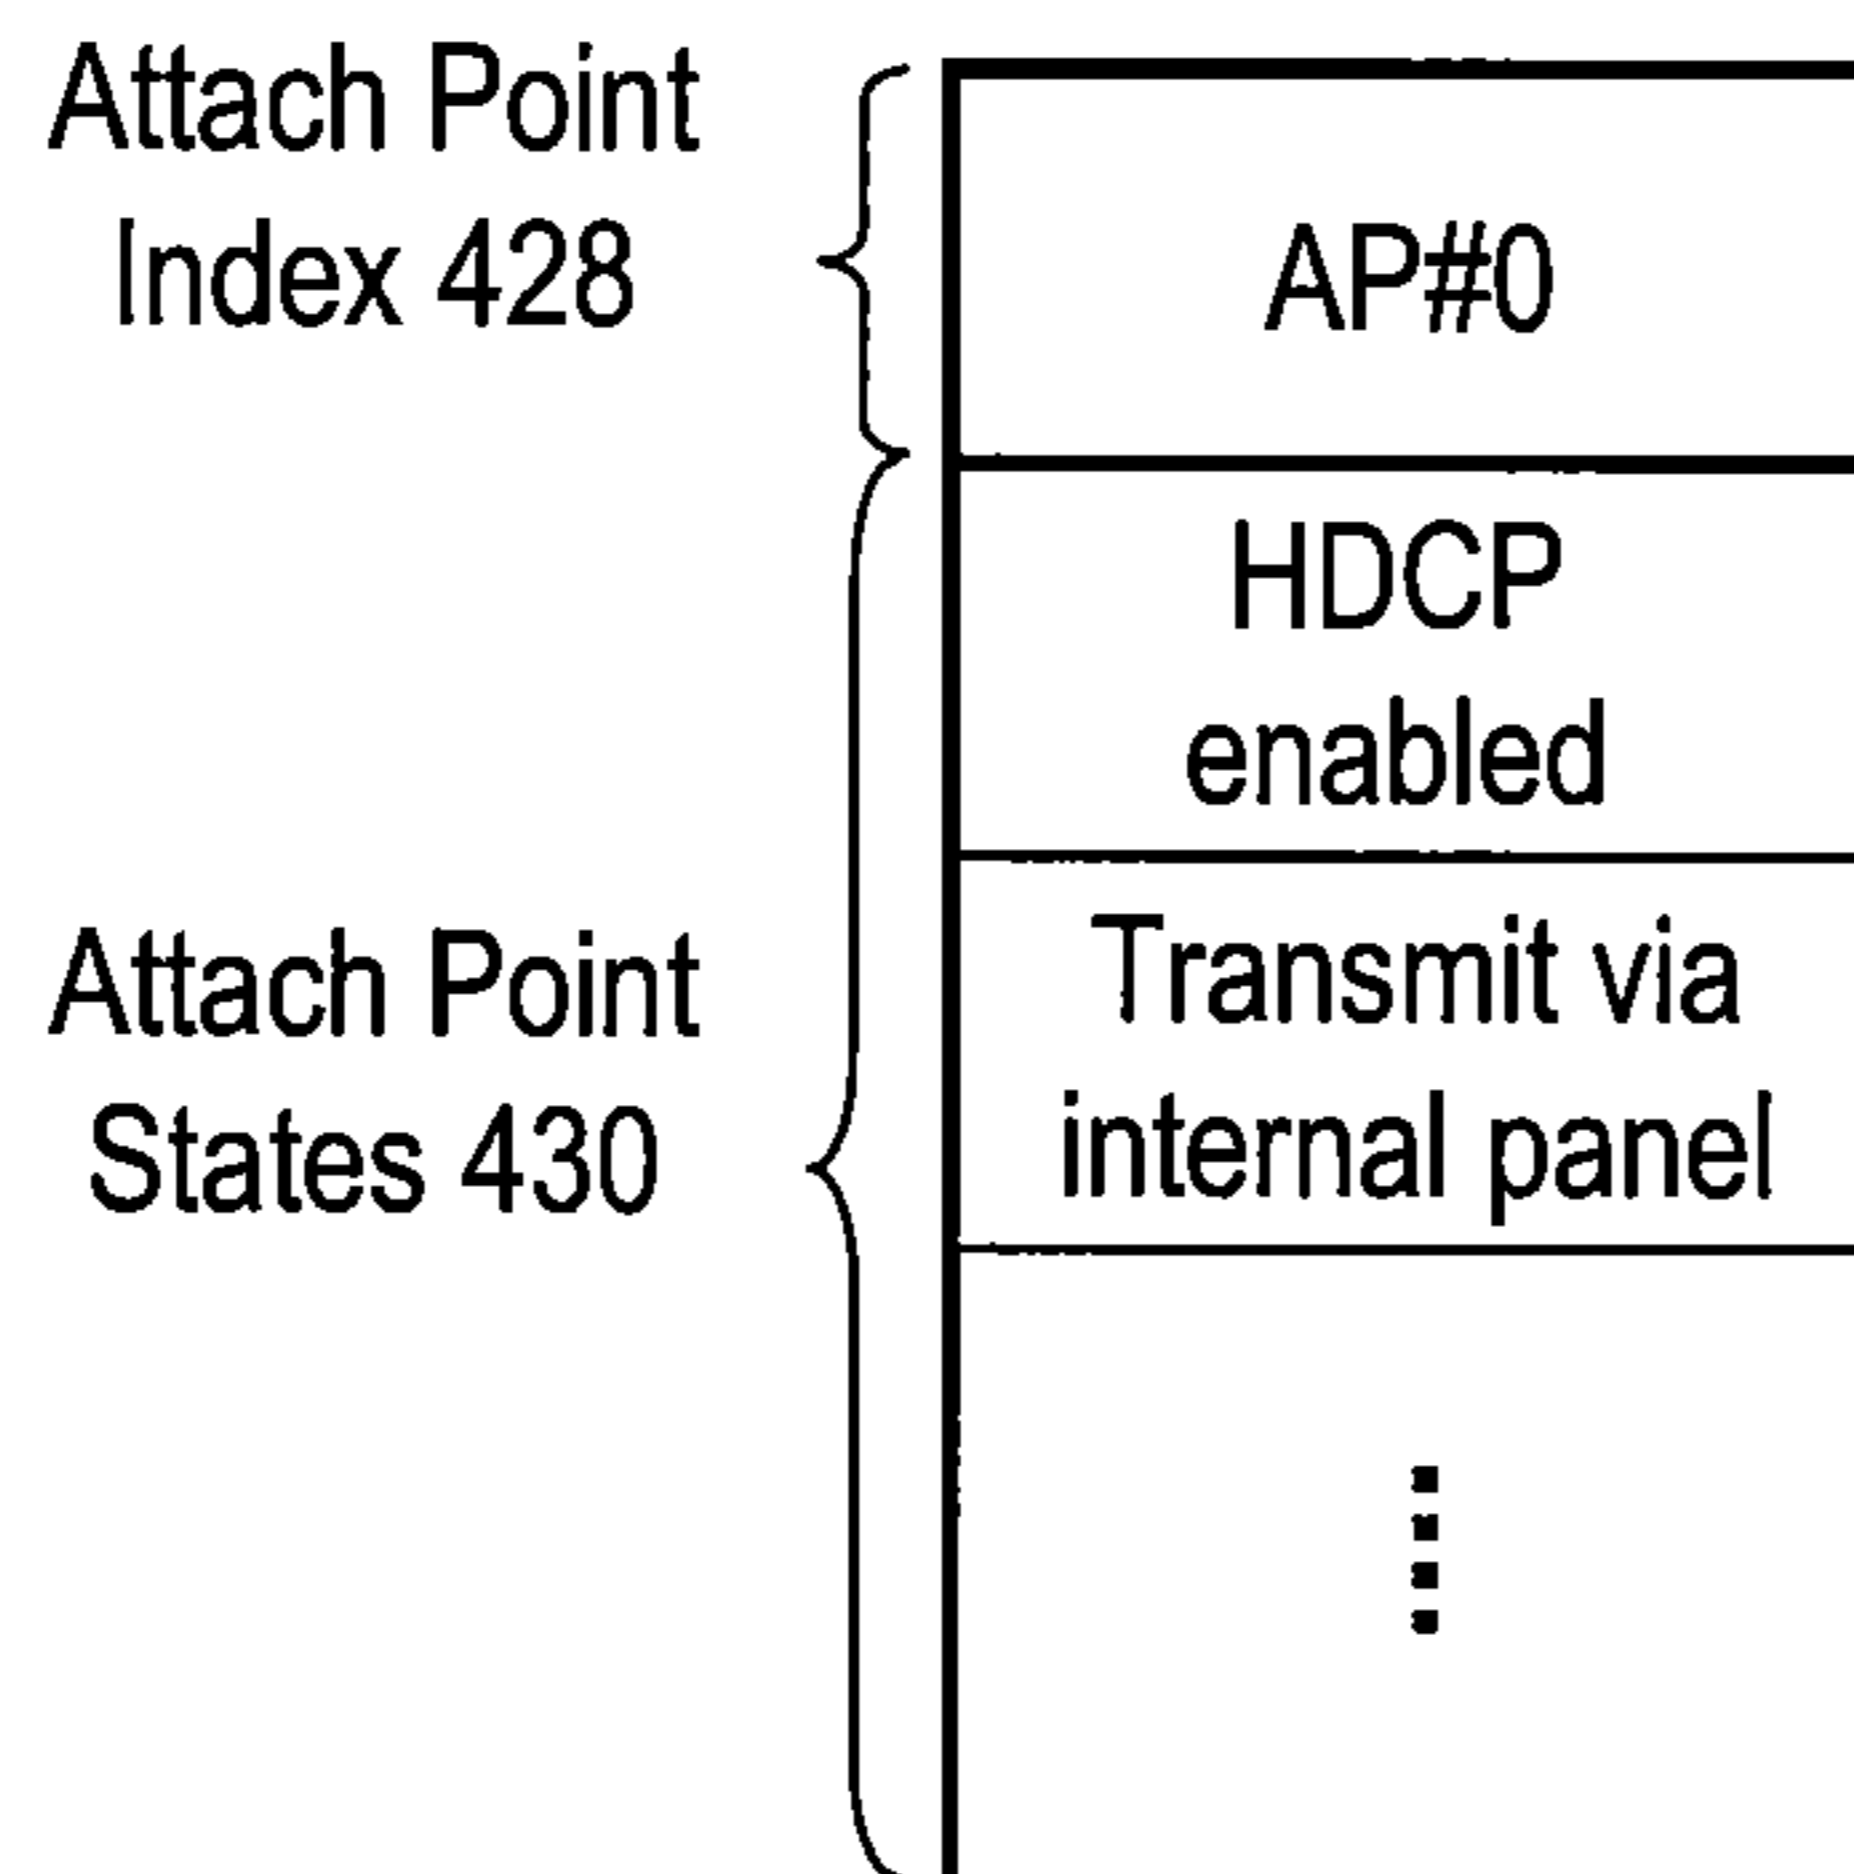 Attach Point
Index 428
AP#0
HDCP
enabled
Attach Point
States 430
Transmit via
internal panel